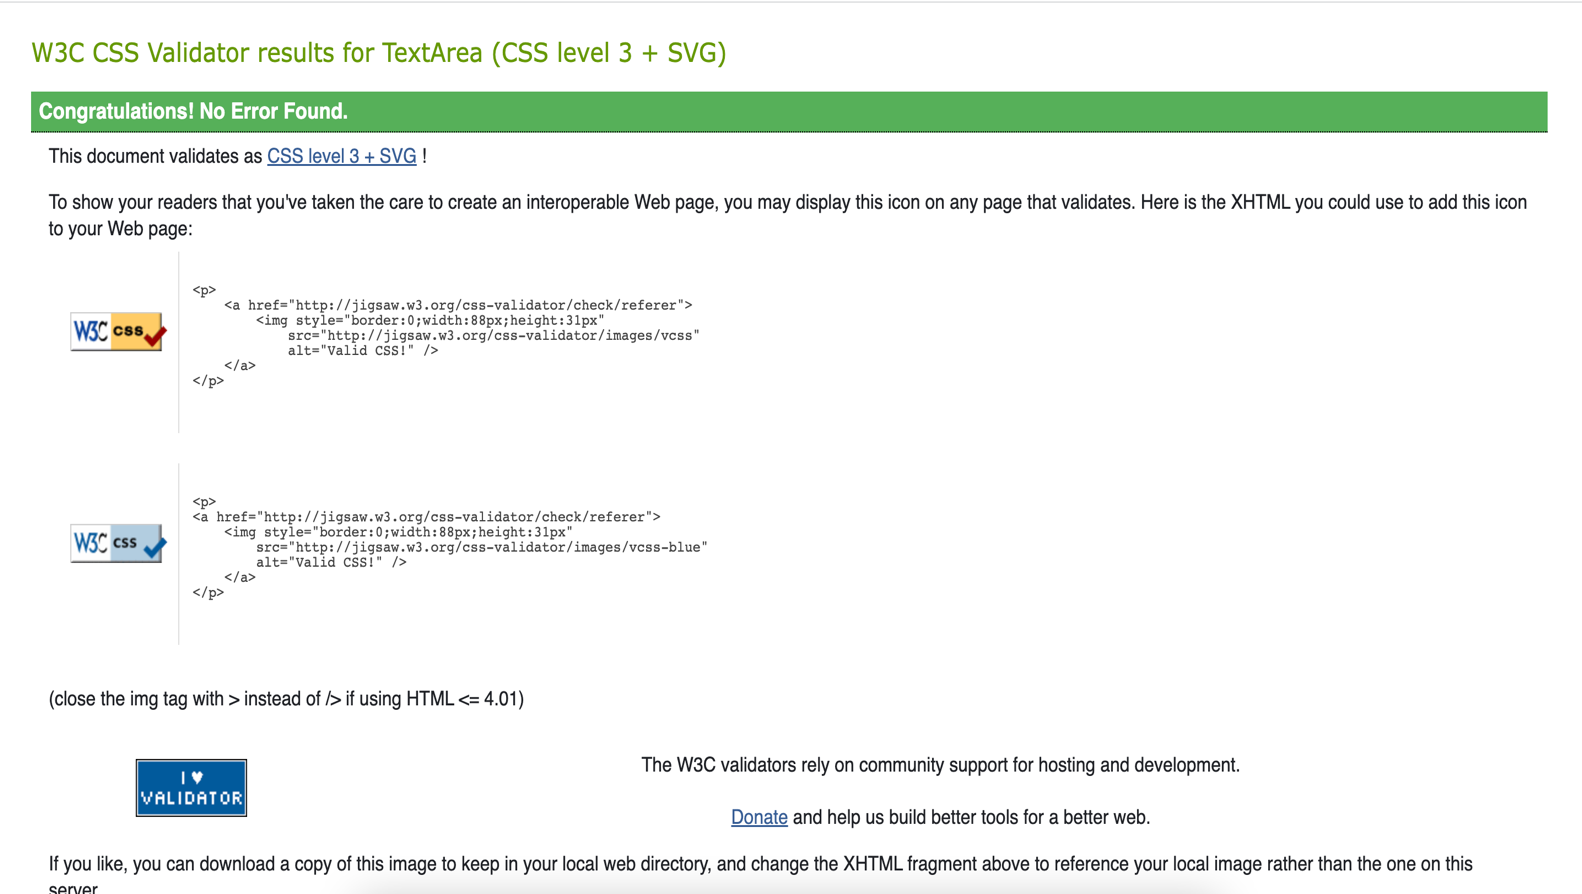 W3C CSS Validator results for TextArea (CSS level 3 + SVG)
Congratulations! No Error Found.
This document validates as CSS level 3 + SVG !
To show your readers that you've taken the care to create an interoperable Web page, you may display this icon on any page that validates. Here is the XHTML you could use to add this icon
to your Web page:
W3C css
<p>
    <a href="http://jigsaw.w3.org/css-validator/check/referer">
        <img style="border:0;width:88px;height:31px"
            src="http://jigsaw.w3.org/css-validator/images/vcss"
            alt="Valid CSS!" />
    </a>
</p>
W3C css
<p>
<a href="http://jigsaw.w3.org/css-validator/check/referer">
    <img style="border:0;width:88px;height:31px"
        src="http://jigsaw.w3.org/css-validator/images/vcss-blue"
        alt="Valid CSS!" />
    </a>
</p>
(close the img tag with > instead of /> if using HTML <= 4.01)
I ♥
VALIDATOR
The W3C validators rely on community support for hosting and development.
Donate and help us build better tools for a better web.
If you like, you can download a copy of this image to keep in your local web directory, and change the XHTML fragment above to reference your local image rather than the one on this
server.